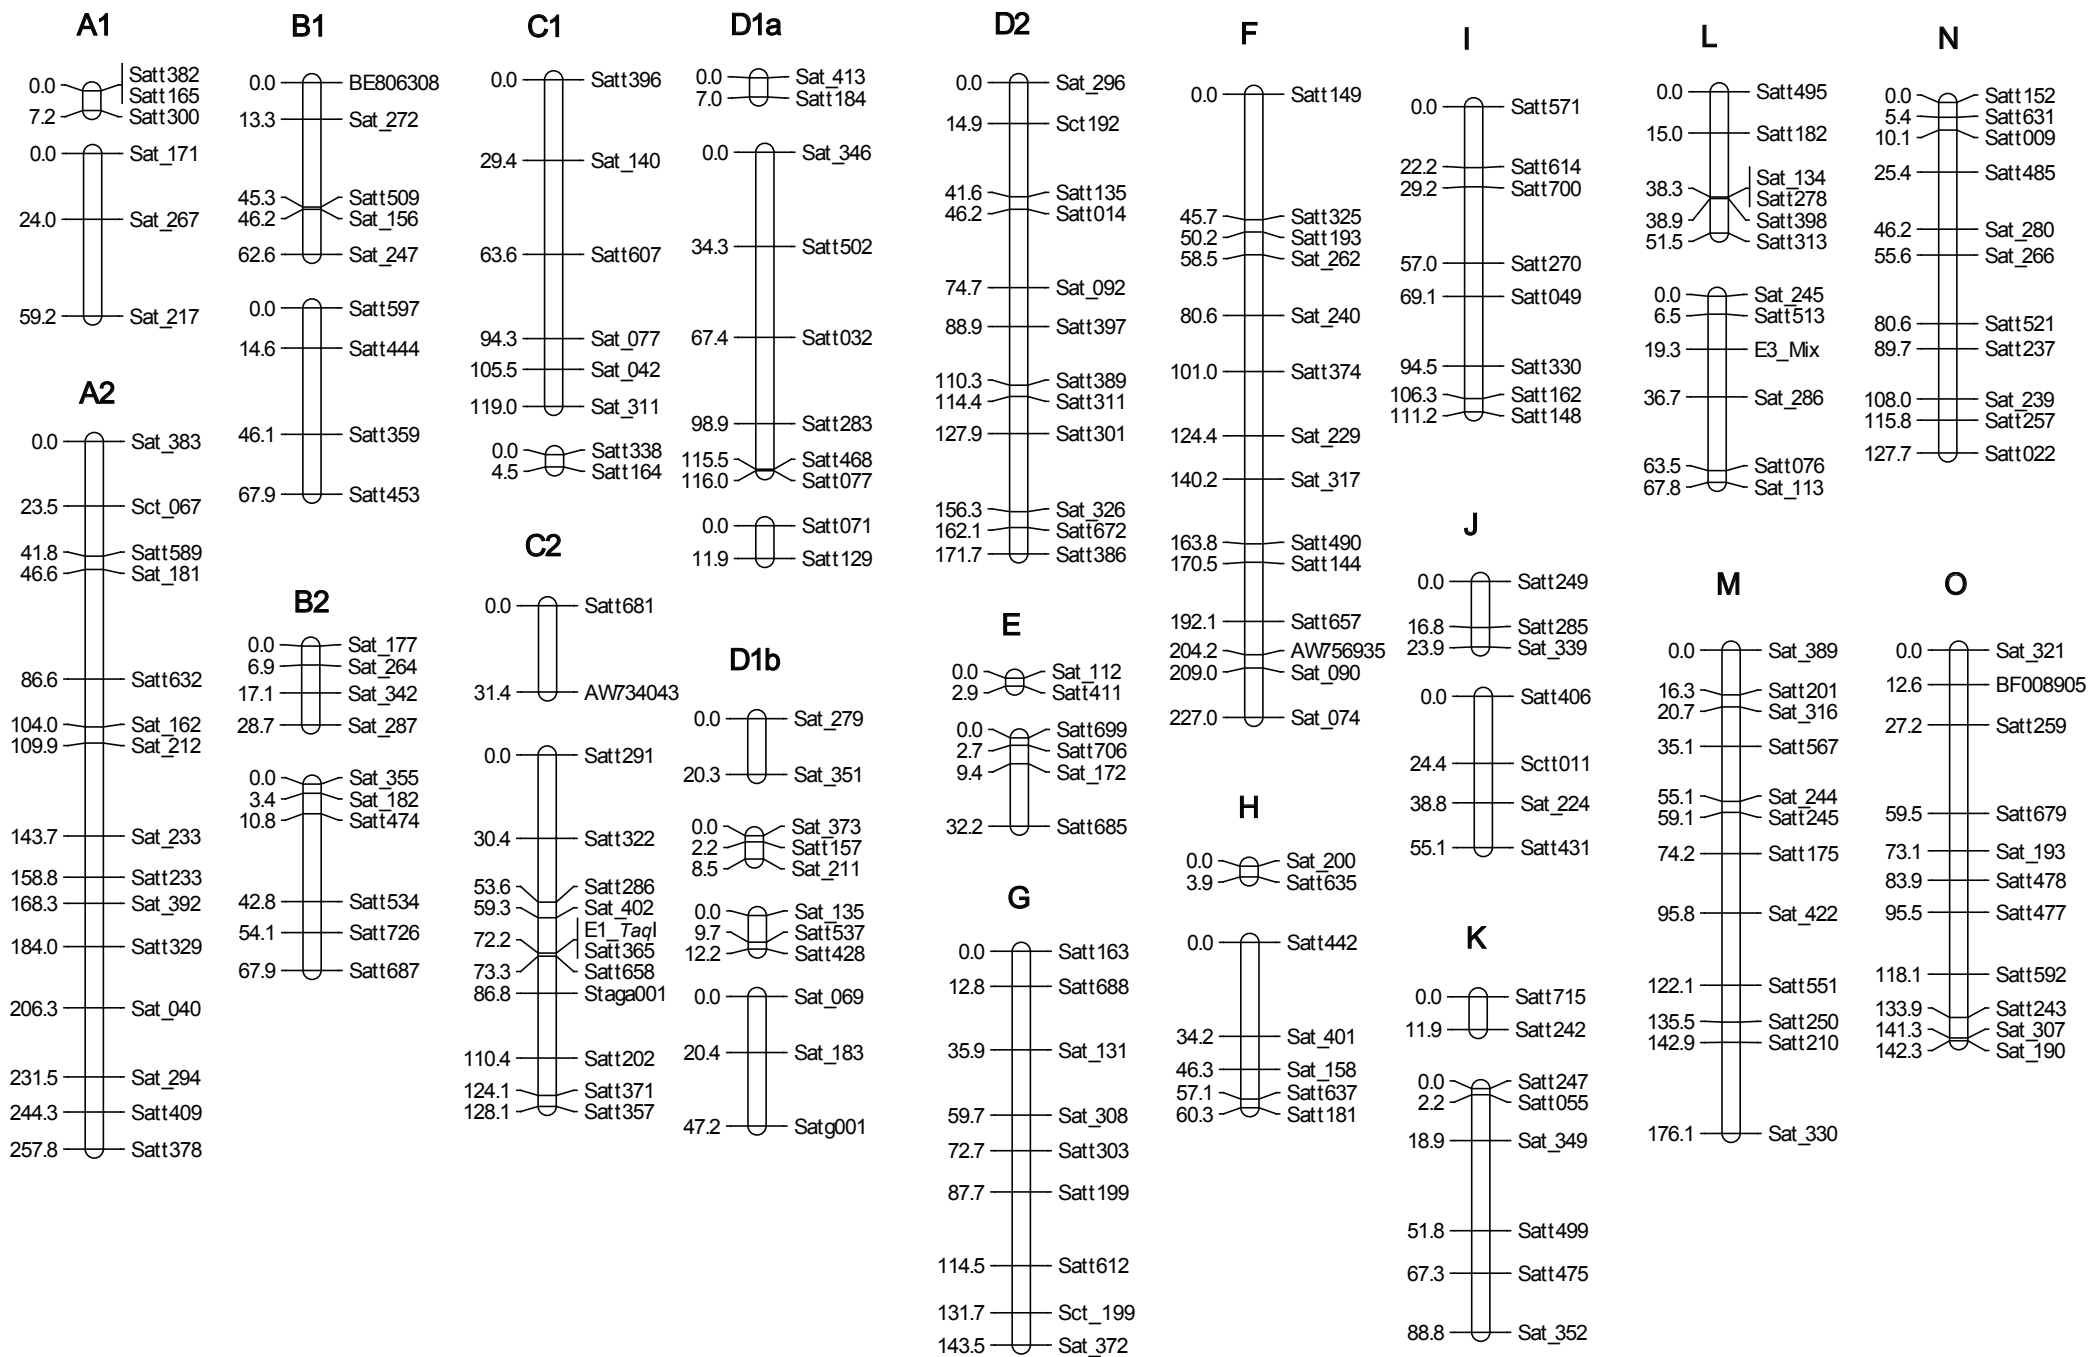 A1
0.0 Satt382
Satt165
7.2 Satt300
0.0 Sat_171
24.0 Sat_267
59.2 Sat_217
A2
0.0 Sat_383
23.5 Sct_067
41.8 Satt589
46.6 Sat_181
86.6 Satt632
104.0 Sat_162
109.9 Sat_212
143.7 Sat_233
158.8 Satt233
168.3 Sat_392
184.0 Satt329
206.3 Sat_040
231.5 Sat_294
244.3 Satt409
257.8 Satt378
B1
0.0 BE806308
13.3 Sat_272
45.3 Satt509
46.2 Sat_156
62.6 Sat_247
0.0 Satt597
14.6 Satt444
46.1 Satt359
67.9 Satt453
B2
0.0 Sat_177
6.9 Sat_264
17.1 Sat_342
28.7 Sat_287
0.0 Sat_355
3.4 Sat_182
10.8 Satt474
42.8 Satt534
54.1 Satt726
67.9 Satt687
C1
0.0 Satt396
29.4 Sat_140
63.6 Satt607
94.3 Sat_077
105.5 Sat_042
119.0 Sat_311
0.0 Satt338
4.5 Satt164
C2
0.0 Satt681
31.4 AW734043
0.0 Satt291
30.4 Satt322
53.6 Satt286
59.3 Sat_402
E1_TaqI
72.2 Satt365
73.3 Satt658
86.8 Staga001
110.4 Satt202
124.1 Satt371
128.1 Satt357
D1a
0.0 Sat_413
7.0 Satt184
0.0 Sat_346
34.3 Satt502
67.4 Satt032
98.9 Satt283
115.5 Satt468
116.0 Satt077
0.0 Satt071
11.9 Satt129
D1b
0.0 Sat_279
20.3 Sat_351
0.0 Sat_373
2.2 Satt157
8.5 Sat_211
0.0 Sat_135
9.7 Satt537
12.2 Satt428
0.0 Sat_069
20.4 Sat_183
47.2 Satg001
D2
0.0 Sat_296
14.9 Sct192
41.6 Satt135
46.2 Satt014
74.7 Sat_092
88.9 Satt397
110.3 Satt389
114.4 Satt311
127.9 Satt301
156.3 Sat_326
162.1 Satt672
171.7 Satt386
E
0.0 Sat_112
2.9 Satt411
0.0 Satt699
2.7 Satt706
9.4 Sat_172
32.2 Satt685
G
0.0 Satt163
12.8 Satt688
35.9 Sat_131
59.7 Sat_308
72.7 Satt303
87.7 Satt199
114.5 Satt612
131.7 Sct_199
143.5 Sat_372
F
0.0 Satt149
45.7 Satt325
50.2 Satt193
58.5 Sat_262
80.6 Sat_240
101.0 Satt374
124.4 Sat_229
140.2 Sat_317
163.8 Satt490
170.5 Satt144
192.1 Satt657
204.2 AW756935
209.0 Sat_090
227.0 Sat_074
H
0.0 Sat_200
3.9 Satt635
0.0 Satt442
34.2 Sat_401
46.3 Sat_158
57.1 Satt637
60.3 Satt181
I
0.0 Satt571
22.2 Satt614
29.2 Satt700
57.0 Satt270
69.1 Satt049
94.5 Satt330
106.3 Satt162
111.2 Satt148
J
0.0 Satt249
16.8 Satt285
23.9 Sat_339
0.0 Satt406
24.4 Sctt011
38.8 Sat_224
55.1 Satt431
K
0.0 Satt715
11.9 Satt242
0.0 Satt247
2.2 Satt055
18.9 Sat_349
51.8 Satt499
67.3 Satt475
88.8 Sat_352
L
0.0 Satt495
15.0 Satt182
Sat_134
38.3 Satt278
38.9 Satt398
51.5 Satt313
0.0 Sat_245
6.5 Satt513
19.3 E3_Mix
36.7 Sat_286
63.5 Satt076
67.8 Sat_113
M
0.0 Sat_389
16.3 Satt201
20.7 Sat_316
35.1 Satt567
55.1 Sat_244
59.1 Satt245
74.2 Satt175
95.8 Sat_422
122.1 Satt551
135.5 Satt250
142.9 Satt210
176.1 Sat_330
N
0.0 Satt152
5.4 Satt631
10.1 Satt009
25.4 Satt485
46.2 Sat_280
55.6 Sat_266
80.6 Satt521
89.7 Satt237
108.0 Sat_239
115.8 Satt257
127.7 Satt022
O
0.0 Sat_321
12.6 BF008905
27.2 Satt259
59.5 Satt679
73.1 Sat_193
83.9 Satt478
95.5 Satt477
118.1 Satt592
133.9 Satt243
141.3 Sat_307
142.3 Sat_190